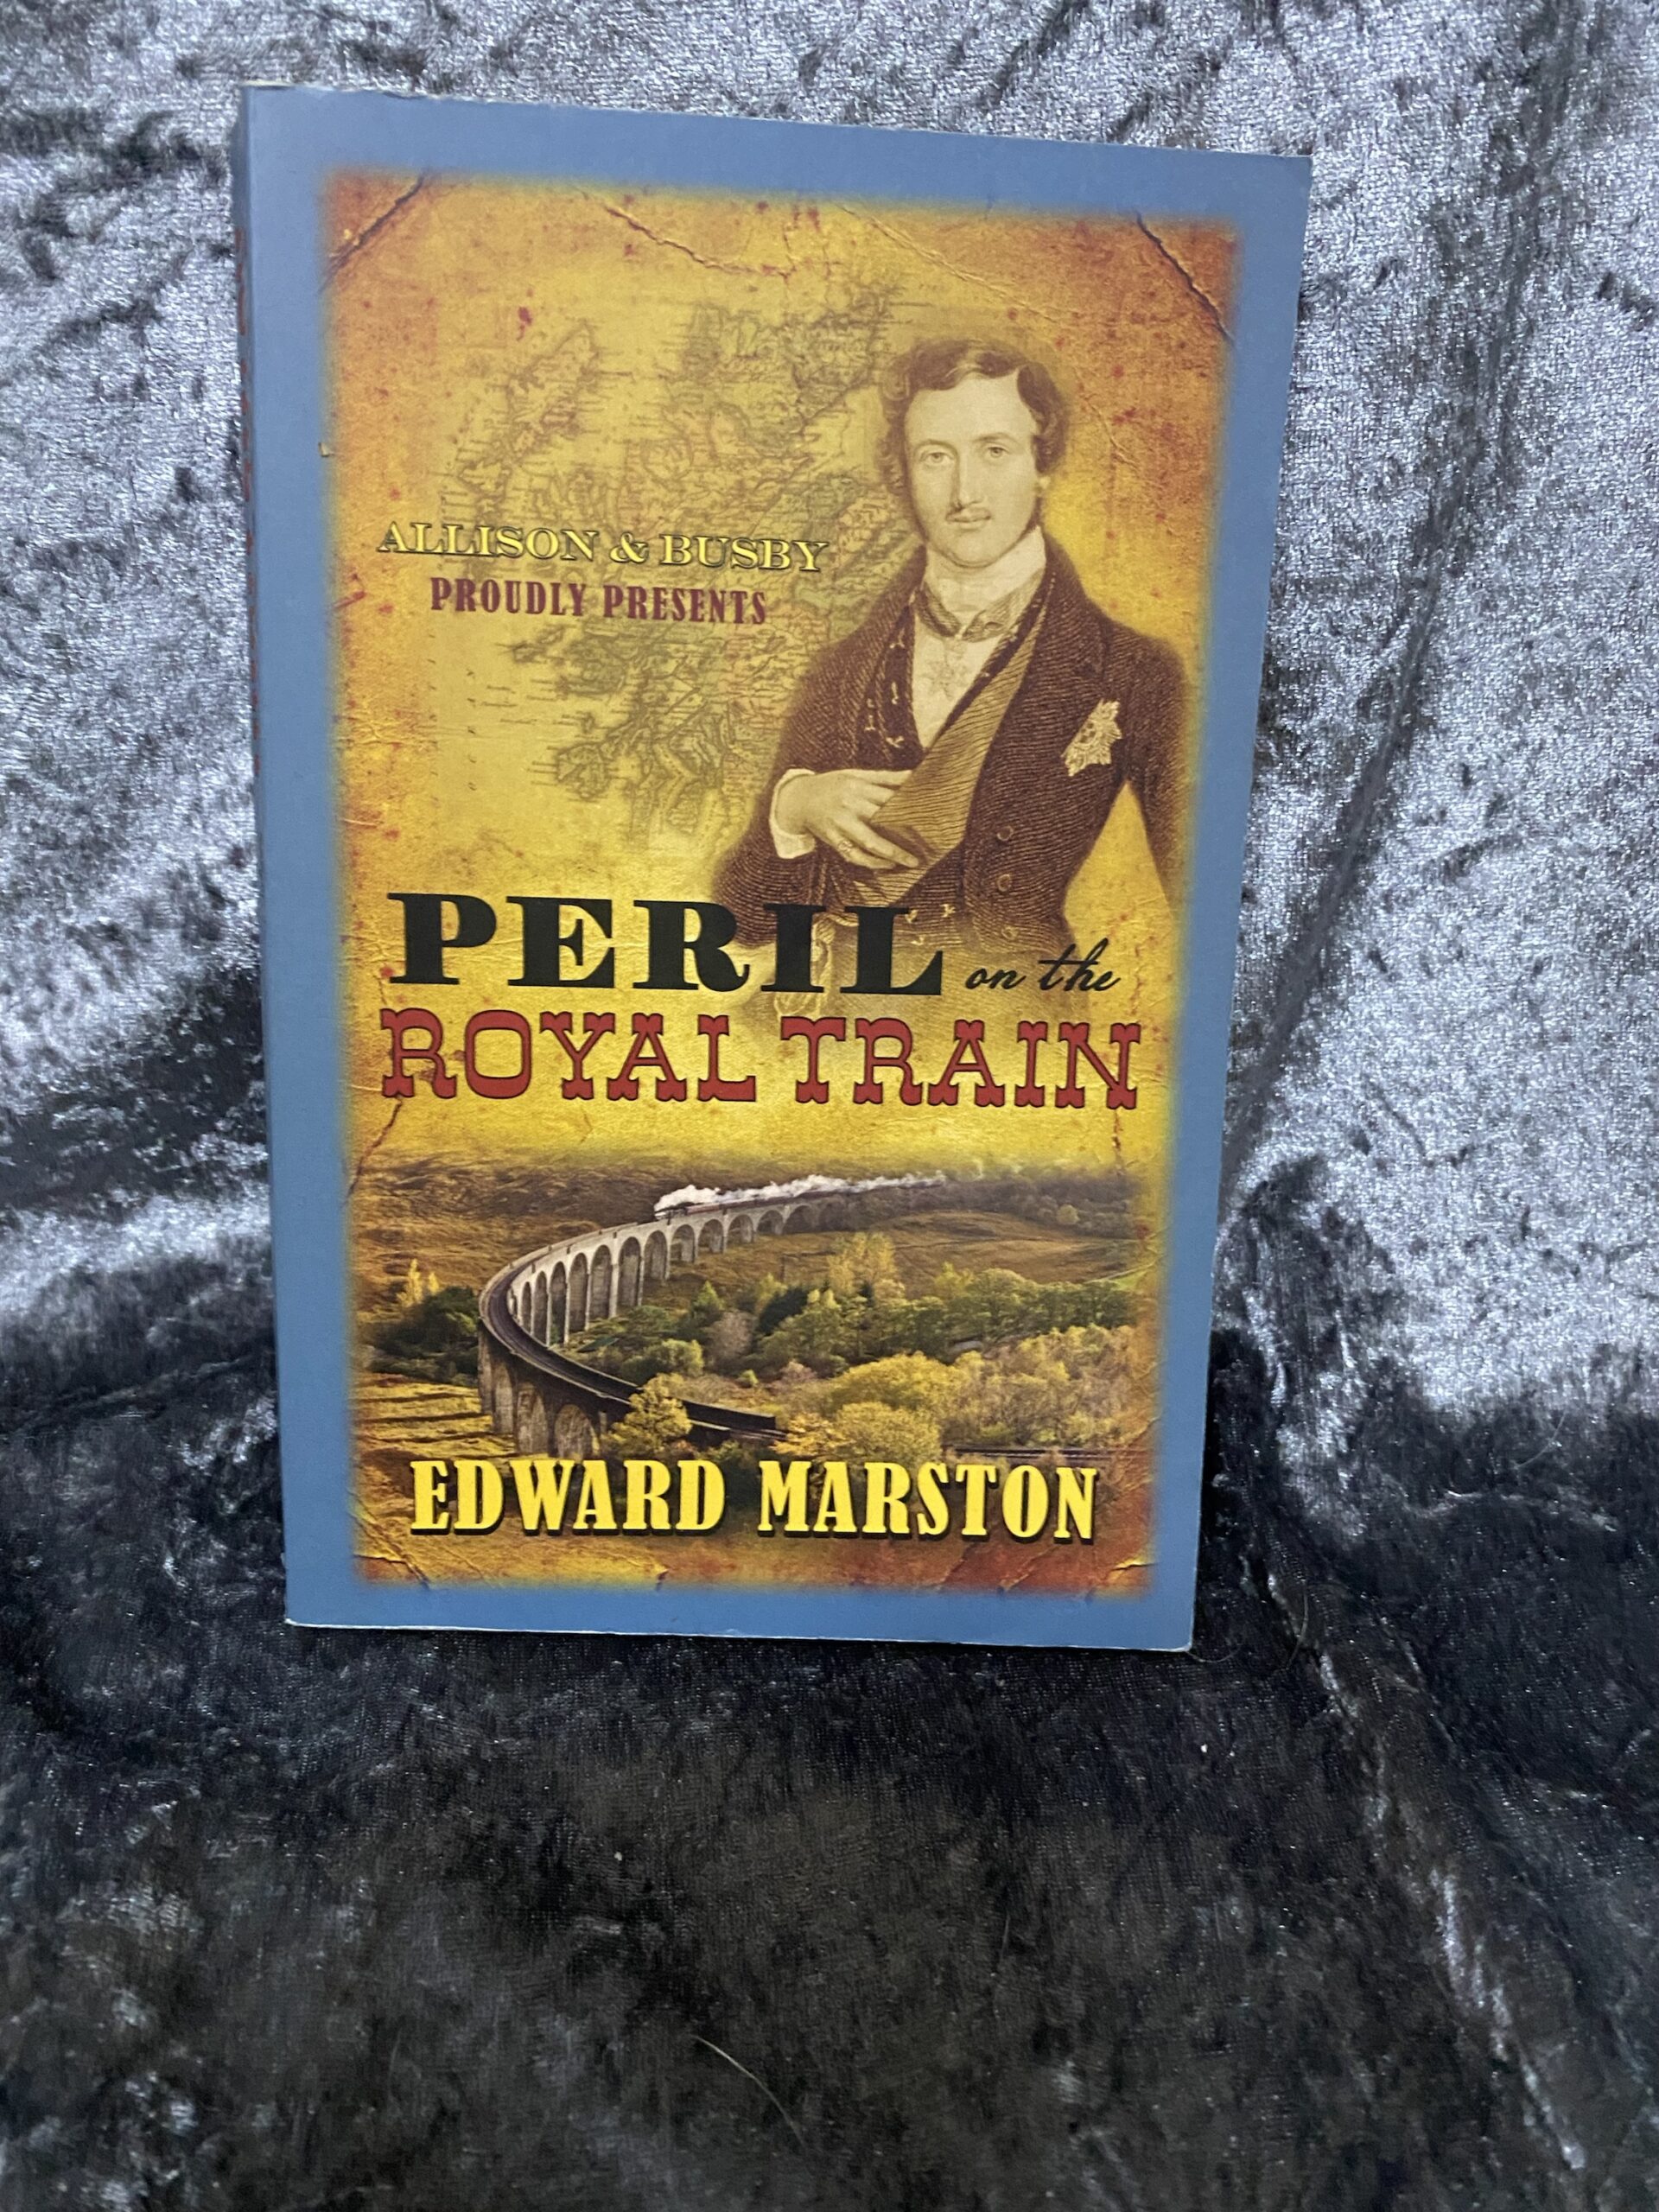 ALLISON & BUSBY
PROUDLY PRESENTS
PERIL on the
ROYAL TRAIN
EDWARD MARSTON